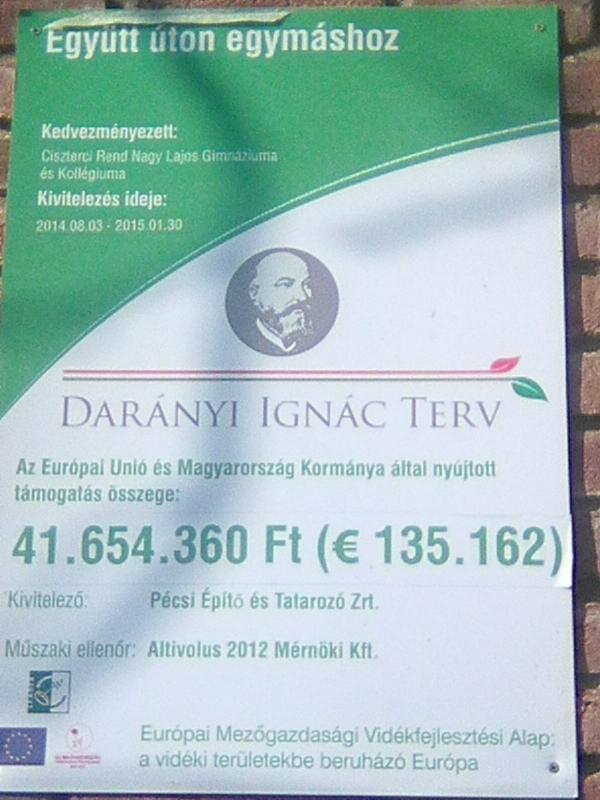 Együtt úton egymáshoz
Kedvezményezett:
Ciszterci Rend Nagy Lajos Gimnáziuma
és Kollégiuma
Kivitelezés ideje:
2014.08.03 - 2015.01.30
DARÁNYI IGNÁC TERV
Az Európai Unió és Magyarország Kormánya által nyújtott
támogatás összege:
41.654.360 Ft (€ 135.162)
Kivitelező: Pécsi Építő és Tatarozó Zrt.
Műszaki ellenőr: Altivolus 2012 Mérnöki Kft.
Európai Mezőgazdasági Vidékfejlesztési Alap:
a vidéki területekbe beruházó Európa